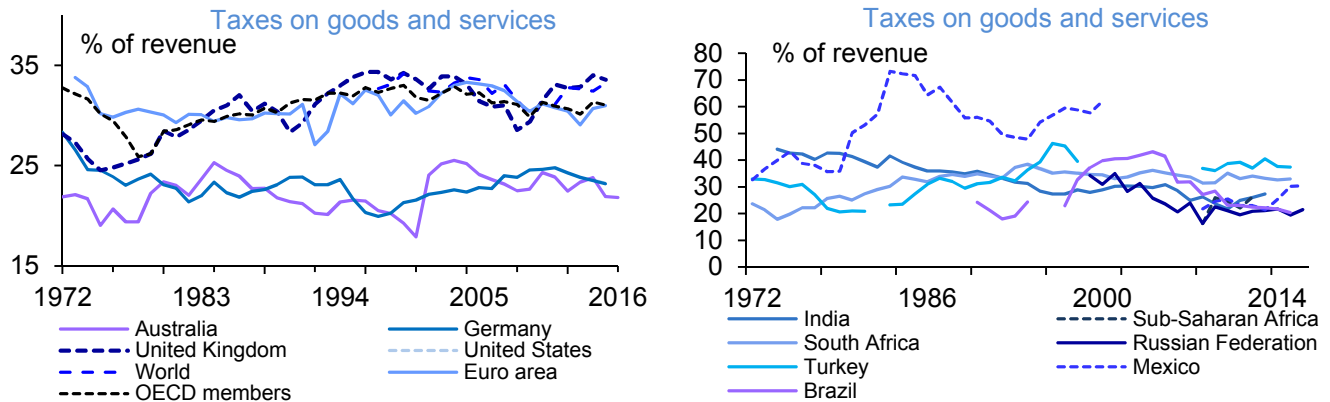 Taxes on goods and services
% of revenue
35
25
15
1972 1983 1994 2005 2016
Australia Germany
United Kingdom United States
World Euro area
OECD members
Taxes on goods and services
% of revenue
80
70
60
50
40
30
20
10
0
1972 1986 2000 2014
India Sub-Saharan Africa
South Africa Russian Federation
Turkey Mexico
Brazil